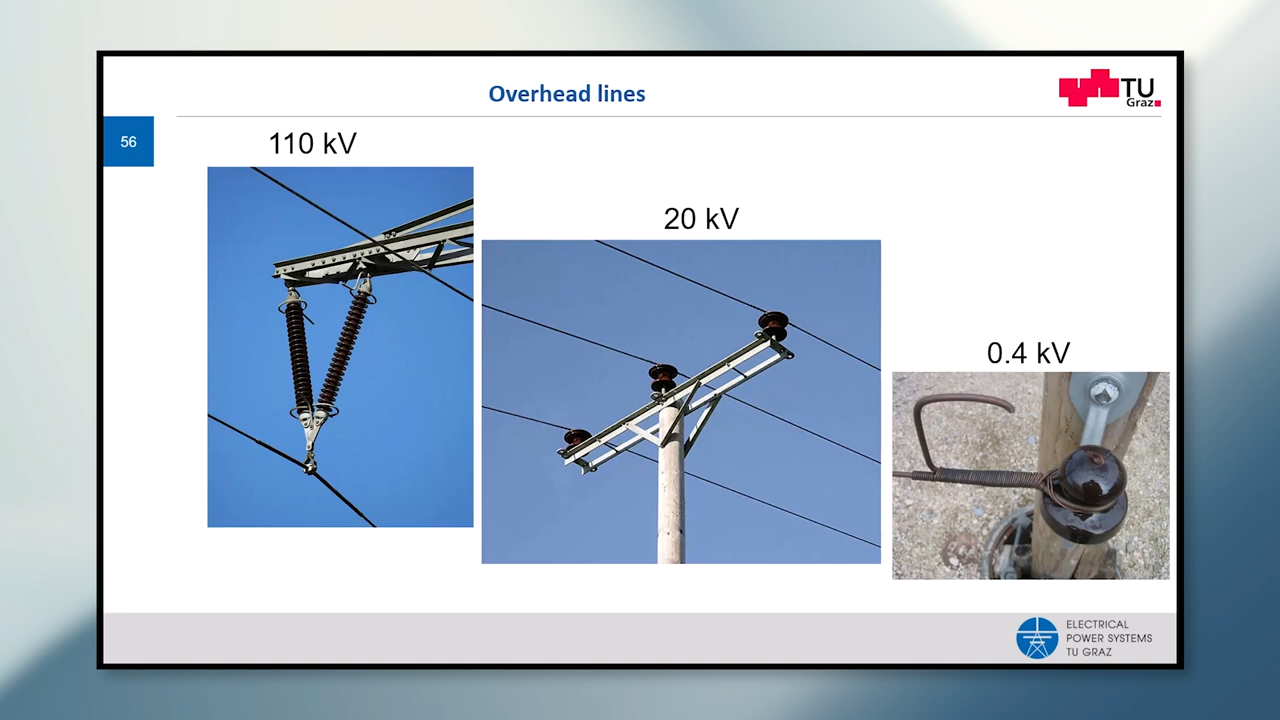 Overhead lines
TU
Graz
56
110 kV
20 kV
0.4 kV
ELECTRICAL
POWER SYSTEMS
TU GRAZ